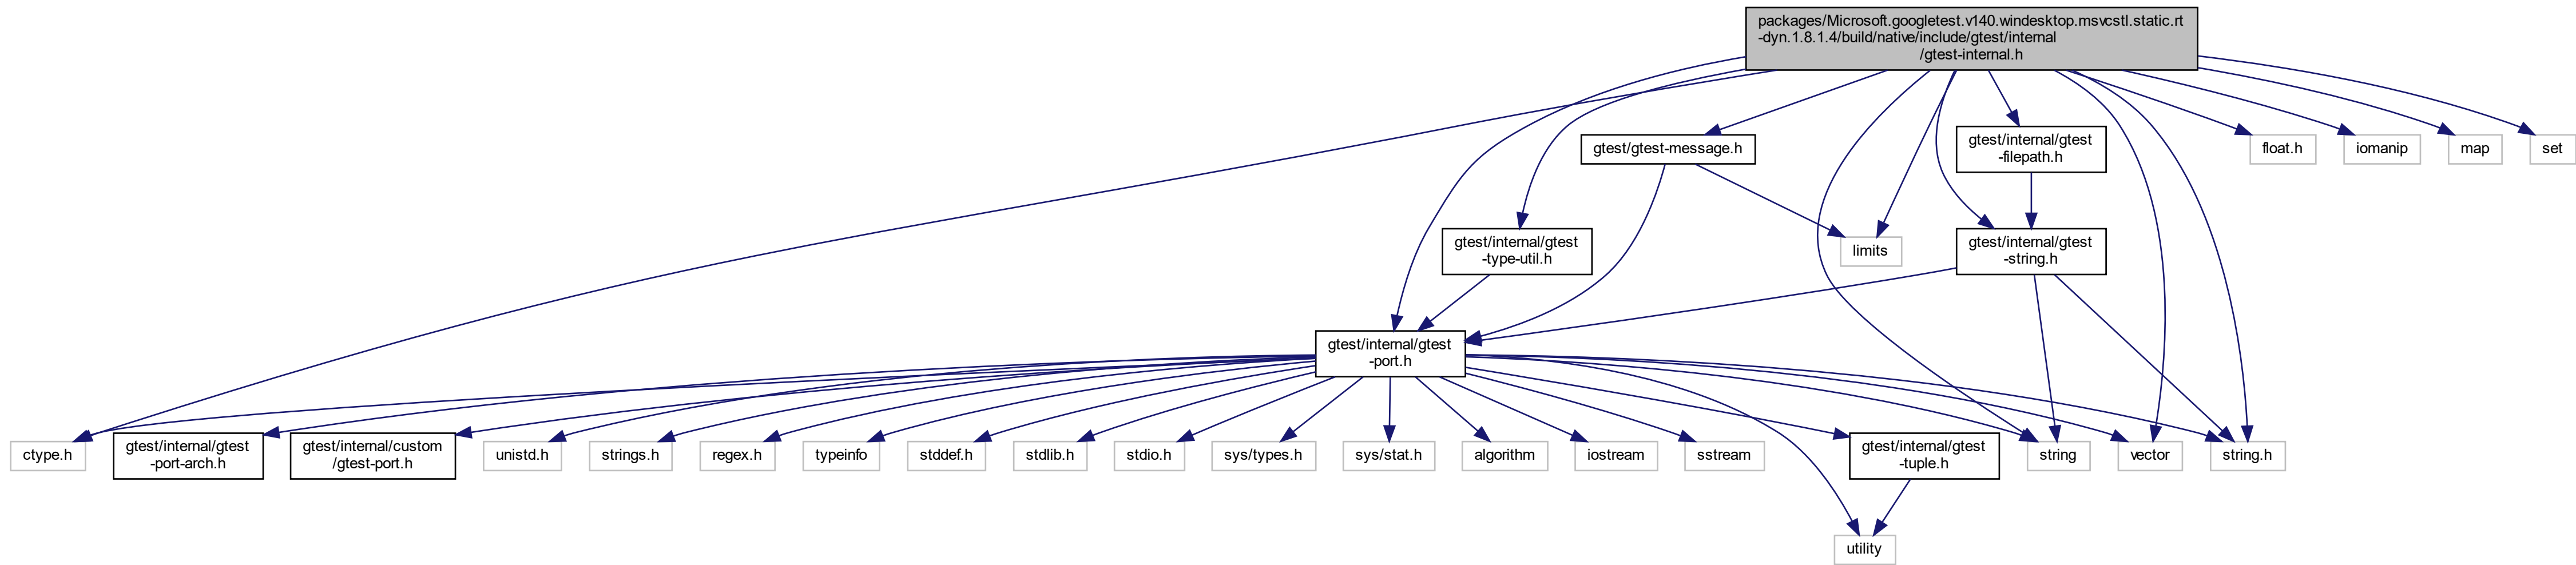 packages/Microsoft.googletest.v140.windesktop.msvcstl.static.rt
-dyn.1.8.1.4/build/native/include/gtest/internal
/gtest-internal.h
gtest/gtest-message.h
gtest/internal/gtest
-filepath.h
float.h
iomanip
map
set
gtest/internal/gtest
-type-util.h
limits
gtest/internal/gtest
-string.h
gtest/internal/gtest
-port.h
ctype.h
gtest/internal/gtest
-port-arch.h
gtest/internal/custom
/gtest-port.h
unistd.h
strings.h
regex.h
typeinfo
stddef.h
stdlib.h
stdio.h
sys/types.h
sys/stat.h
algorithm
iostream
sstream
gtest/internal/gtest
-tuple.h
string
vector
string.h
utility